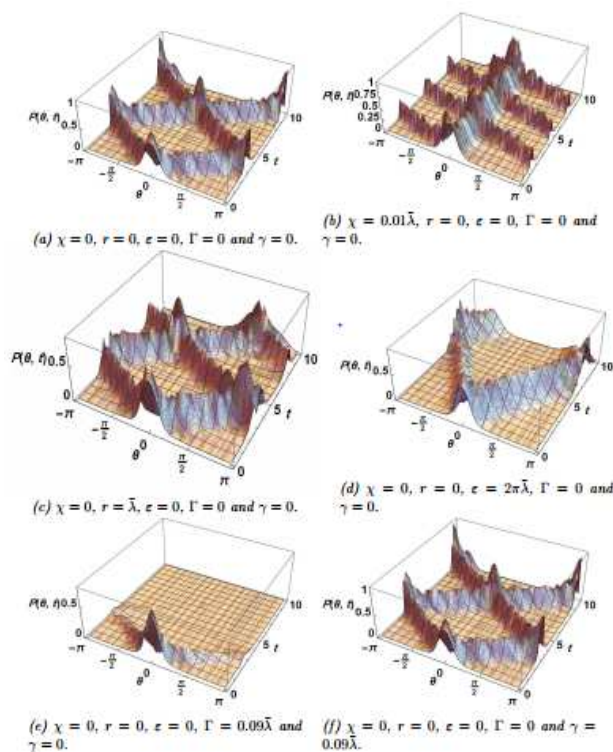 P(θ, t) 1 0.5 0 −π −π/2 θ 0 π/2 π 0 5 t 10
P(θ, t) 1 0.75 0.5 0.25 0 −π −π/2 θ 0 π/2 π 0 5 t 10
(a) χ = 0, r = 0, ε = 0, Γ = 0 and γ = 0.
(b) χ = 0.01λ̄, r = 0, ε = 0, Γ = 0 and
γ = 0.
P(θ, t) 0.5 0 −π −π/2 θ 0 π/2 π 0 5 t 10
P(θ, t) 0.5 0 −π −π/2 θ 0 π/2 π 0 5 t 10
(c) χ = 0, r = λ̄, ε = 0, Γ = 0 and γ = 0.
(d) χ = 0, r = 0, ε = 2πλ̄, Γ = 0 and
γ = 0.
P(θ, t) 0.5 0 −π −π/2 θ 0 π/2 π 0 5 t 10
P(θ, t) 1 0.5 0 −π −π/2 θ 0 π/2 π 0 5 t 10
(e) χ = 0, r = 0, ε = 0, Γ = 0.09λ̄ and
γ = 0.
(f) χ = 0, r = 0, ε = 0, Γ = 0 and γ =
0.09λ̄.